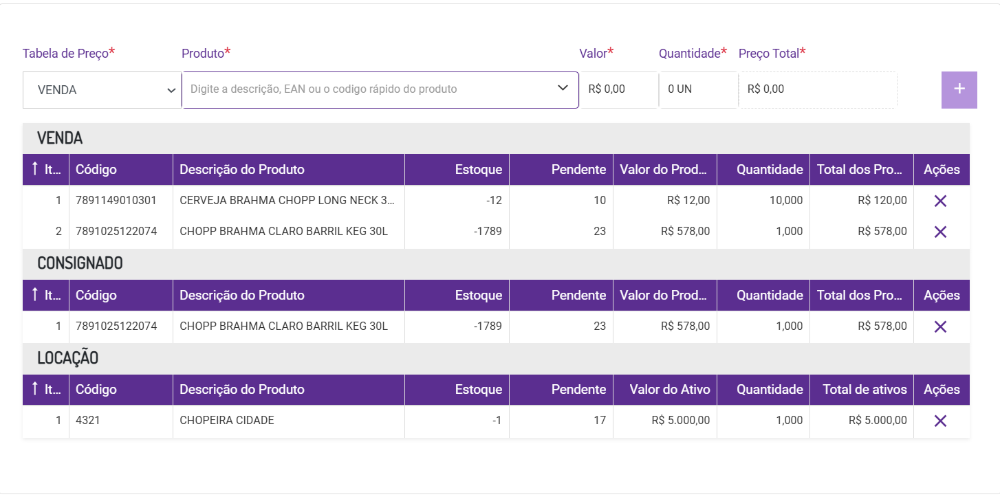 Tabela de Preço* Produto* Valor* Quantidade* Preço Total*
VENDA Digite a descrição, EAN ou o codigo rápido do produto R$ 0,00 0 UN R$ 0,00 +
VENDA
↑ It... Código Descrição do Produto Estoque Pendente Valor do Prod... Quantidade Total dos Pro... Ações
1 7891149010301 CERVEJA BRAHMA CHOPP LONG NECK 3... -12 10 R$ 12,00 10,000 R$ 120,00
2 7891025122074 CHOPP BRAHMA CLARO BARRIL KEG 30L -1789 23 R$ 578,00 1,000 R$ 578,00
CONSIGNADO
↑ It... Código Descrição do Produto Estoque Pendente Valor do Prod... Quantidade Total dos Pro... Ações
1 7891025122074 CHOPP BRAHMA CLARO BARRIL KEG 30L -1789 23 R$ 578,00 1,000 R$ 578,00
LOCAÇÃO
↑ It... Código Descrição do Produto Estoque Pendente Valor do Ativo Quantidade Total de ativos Ações
1 4321 CHOPEIRA CIDADE -1 17 R$ 5.000,00 1,000 R$ 5.000,00